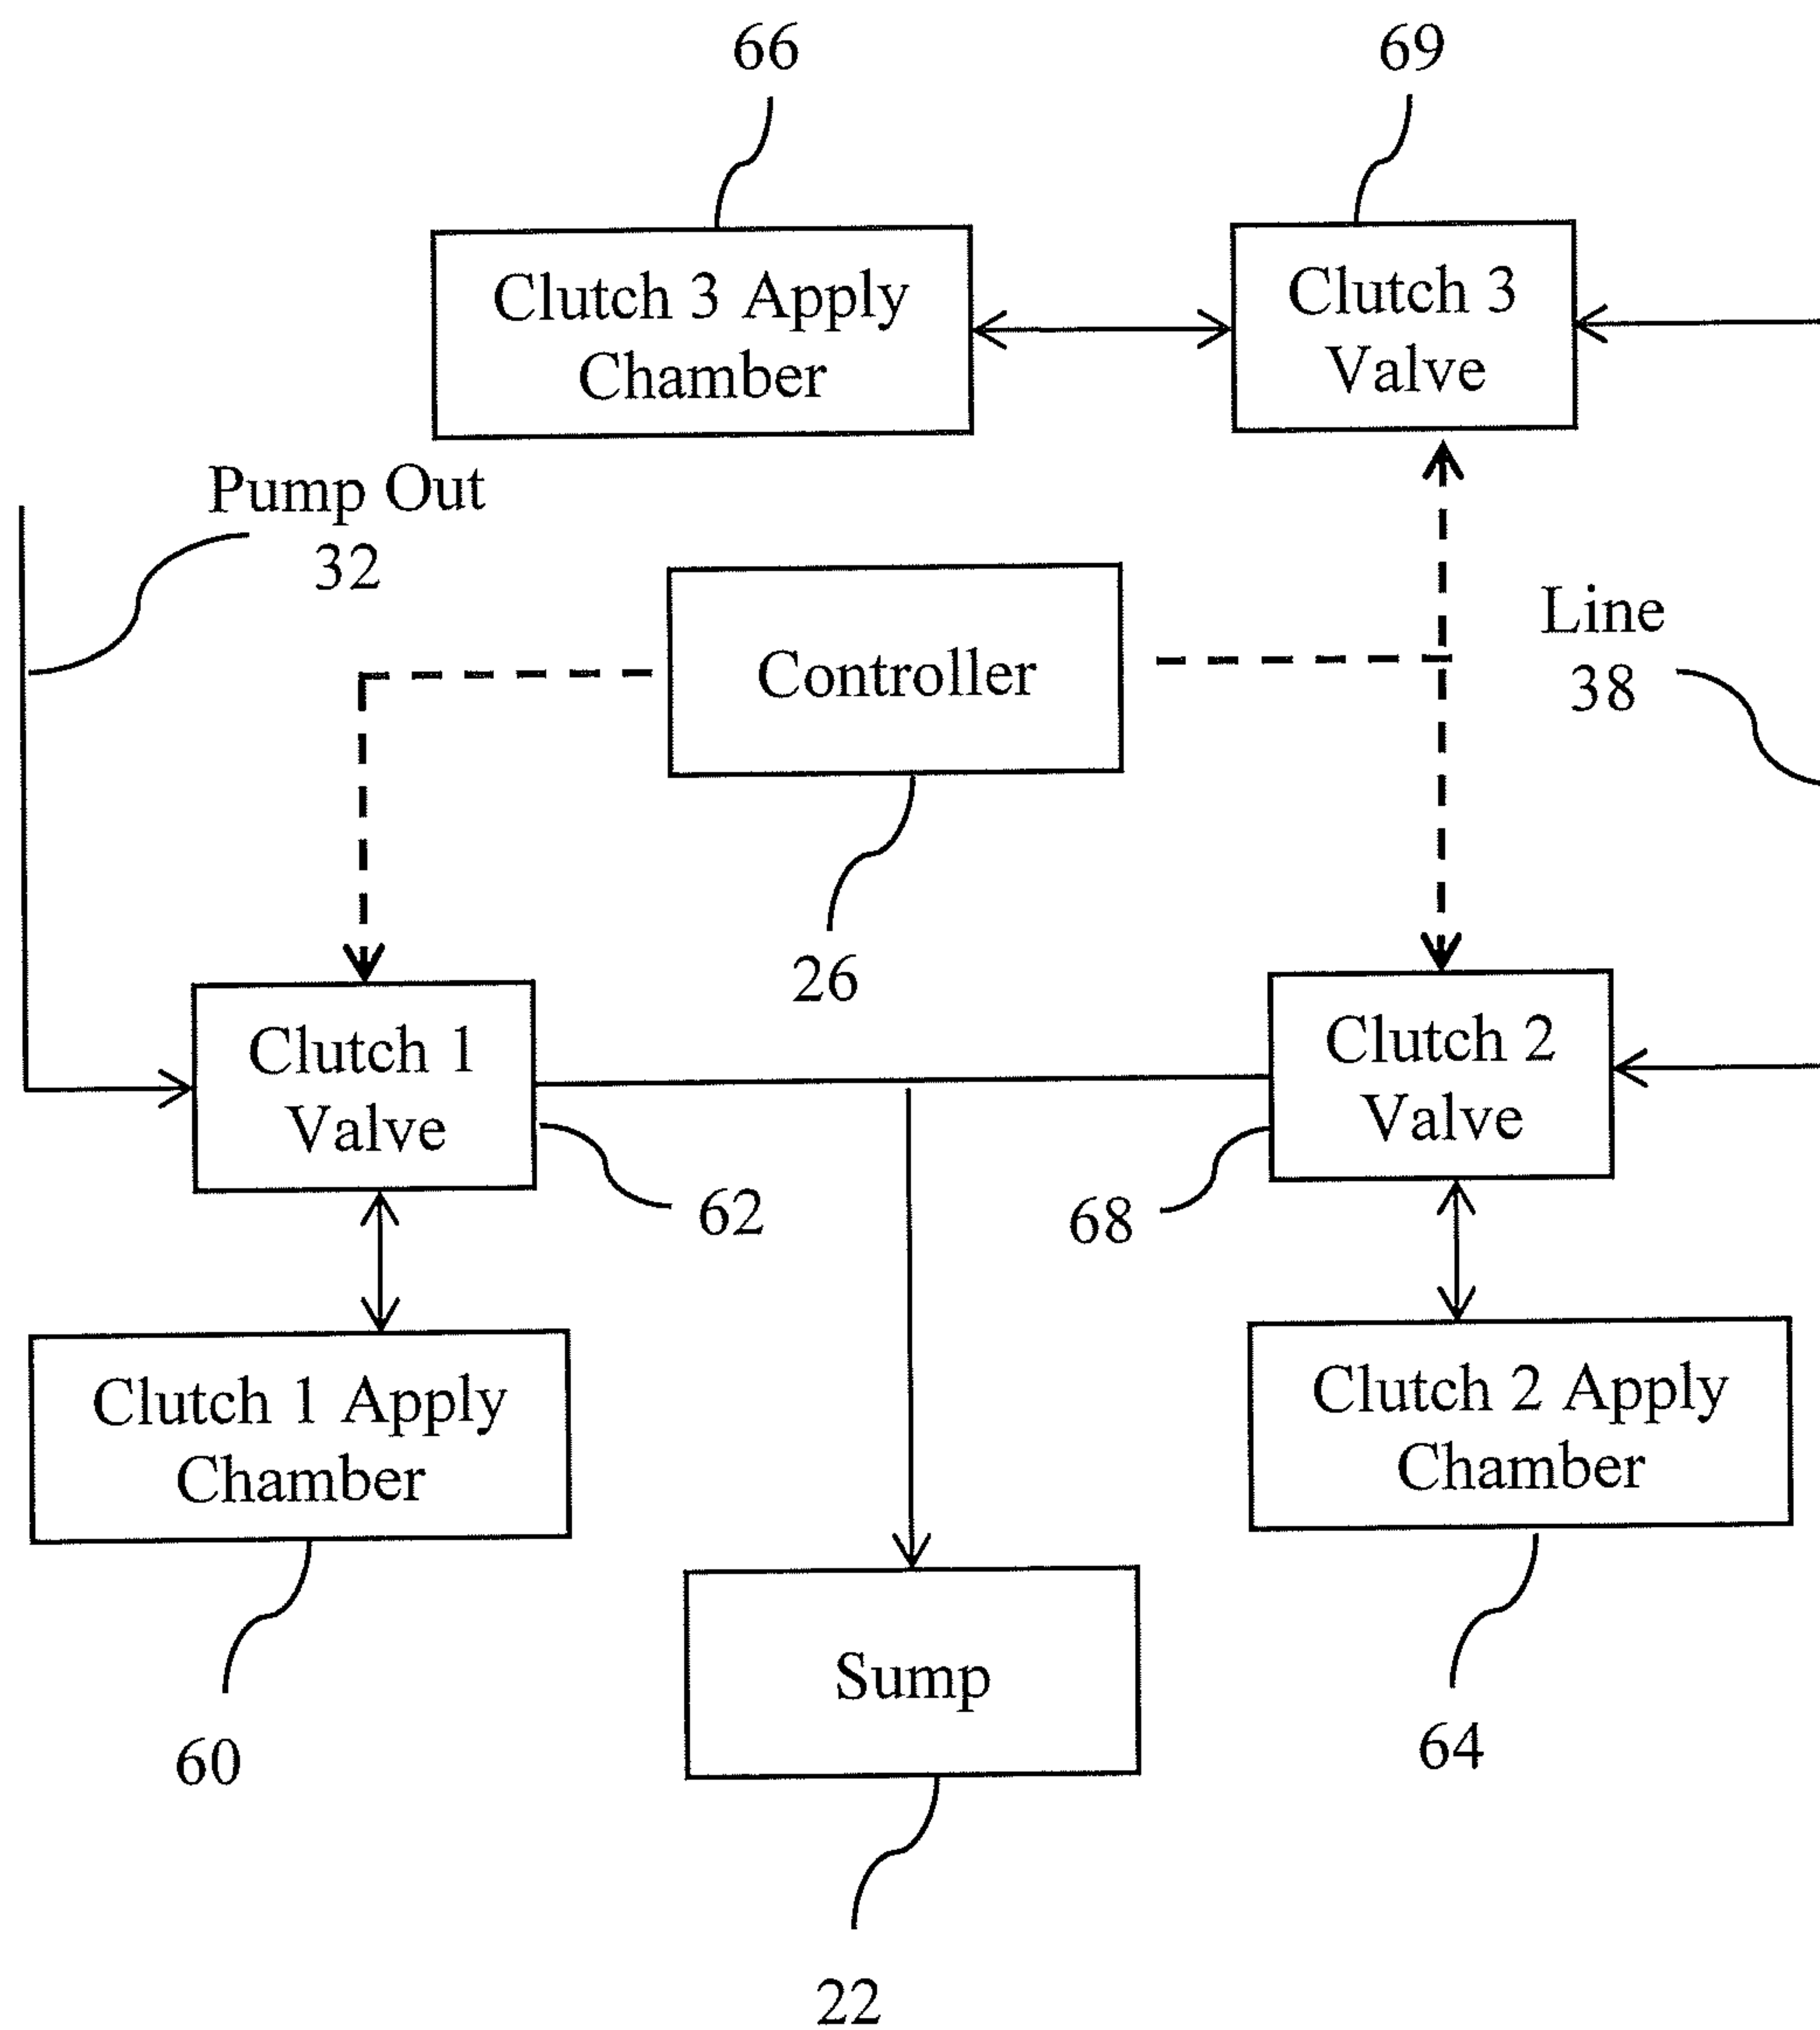 66
69
Clutch 3 Apply
Chamber
Clutch 3
Valve
Pump Out
32
Controller
Line
38
26
Clutch 1
Valve
Clutch 2
Valve
62
68
Clutch 1 Apply
Chamber
Clutch 2 Apply
Chamber
Sump
60
64
22